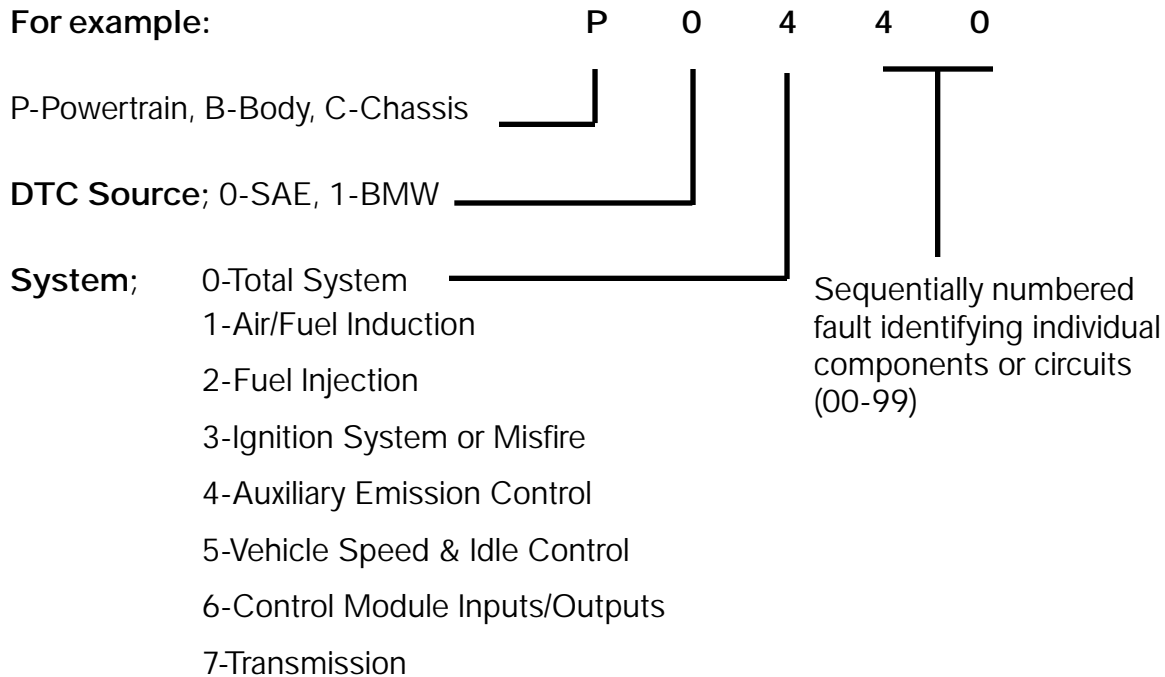 For example: P 0 4 4 0
P-Powertrain, B-Body, C-Chassis
DTC Source; 0-SAE, 1-BMW
System; 0-Total System
1-Air/Fuel Induction
2-Fuel Injection
3-Ignition System or Misfire
4-Auxiliary Emission Control
5-Vehicle Speed & Idle Control
6-Control Module Inputs/Outputs
7-Transmission
Sequentially numbered
fault identifying individual
components or circuits
(00-99)